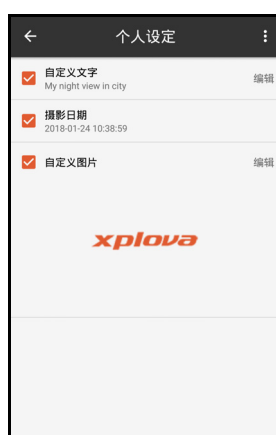 个人设定
自定义文字
My night view in city
编辑
摄影日期
2018-01-24 10:38:59
自定义图片
编辑
xplova